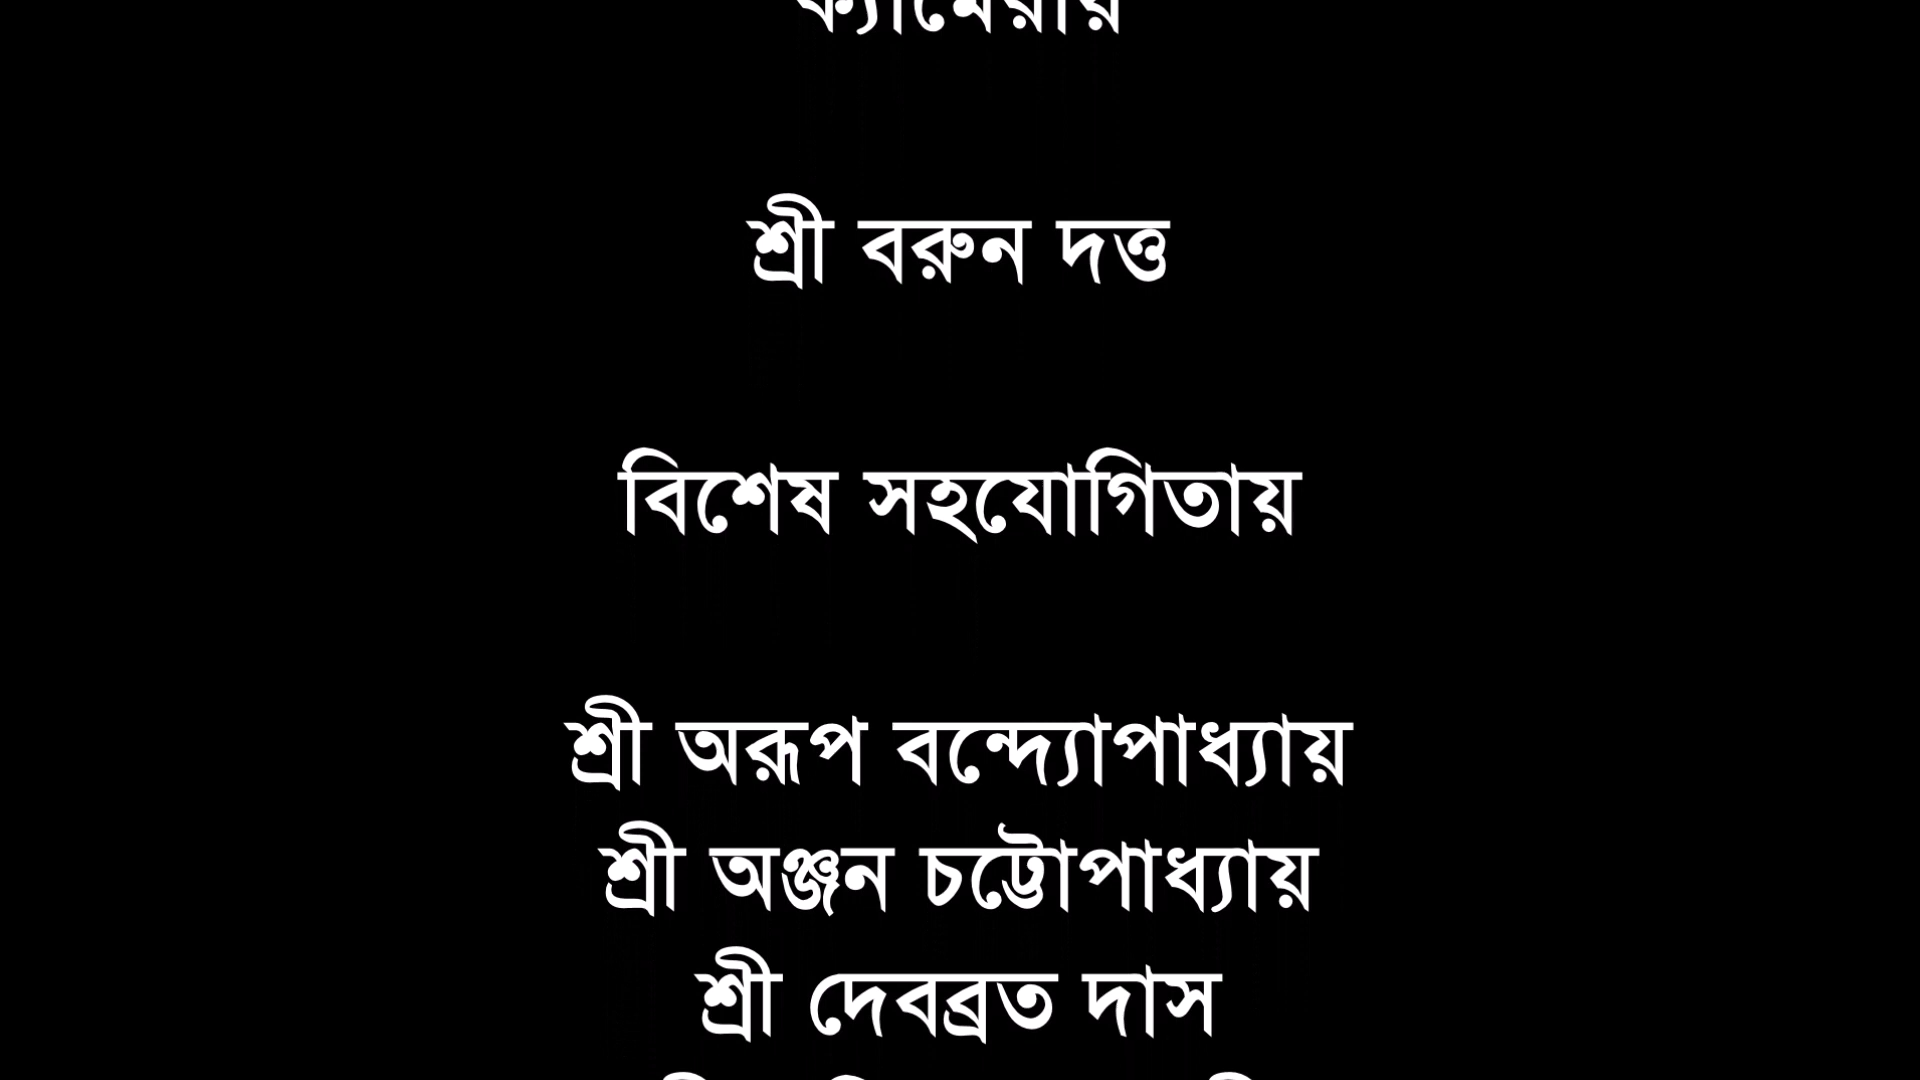 ক্যামেরায়
শ্রী বরুন দত্ত
বিশেষ সহযোগিতায়
শ্রী অরূপ বন্দ্যোপাধ্যায়
শ্রী অঞ্জন চট্টোপাধ্যায়
শ্রী দেবব্রত দাস